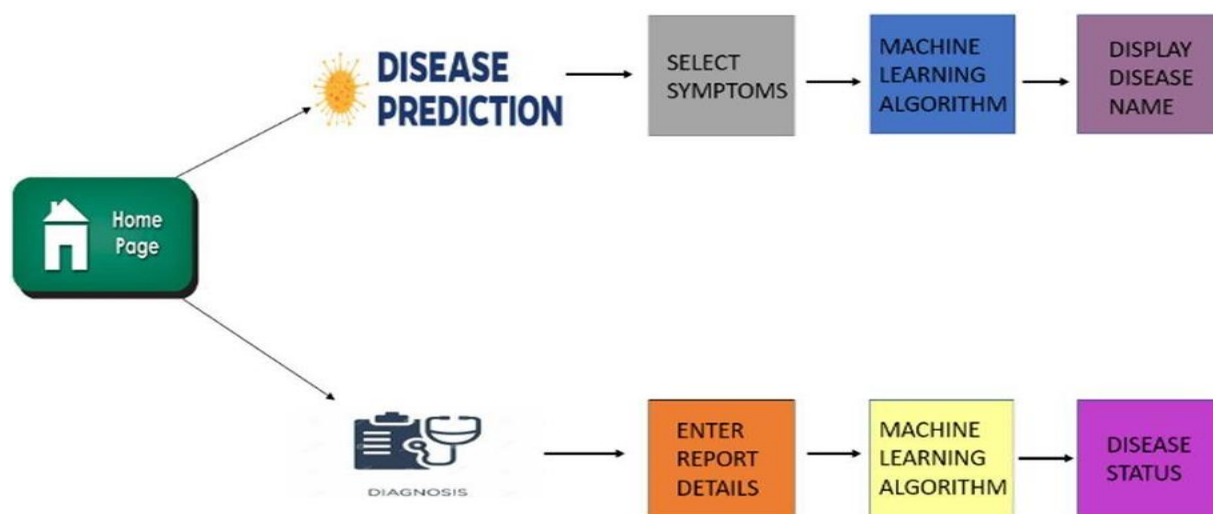 DISEASE
PREDICTION
SELECT
SYMPTOMS
MACHINE
LEARNING
ALGORITHM
DISPLAY
DISEASE
NAME
Home
Page
DIAGNOSIS
ENTER
REPORT
DETAILS
MACHINE
LEARNING
ALGORITHM
DISEASE
STATUS